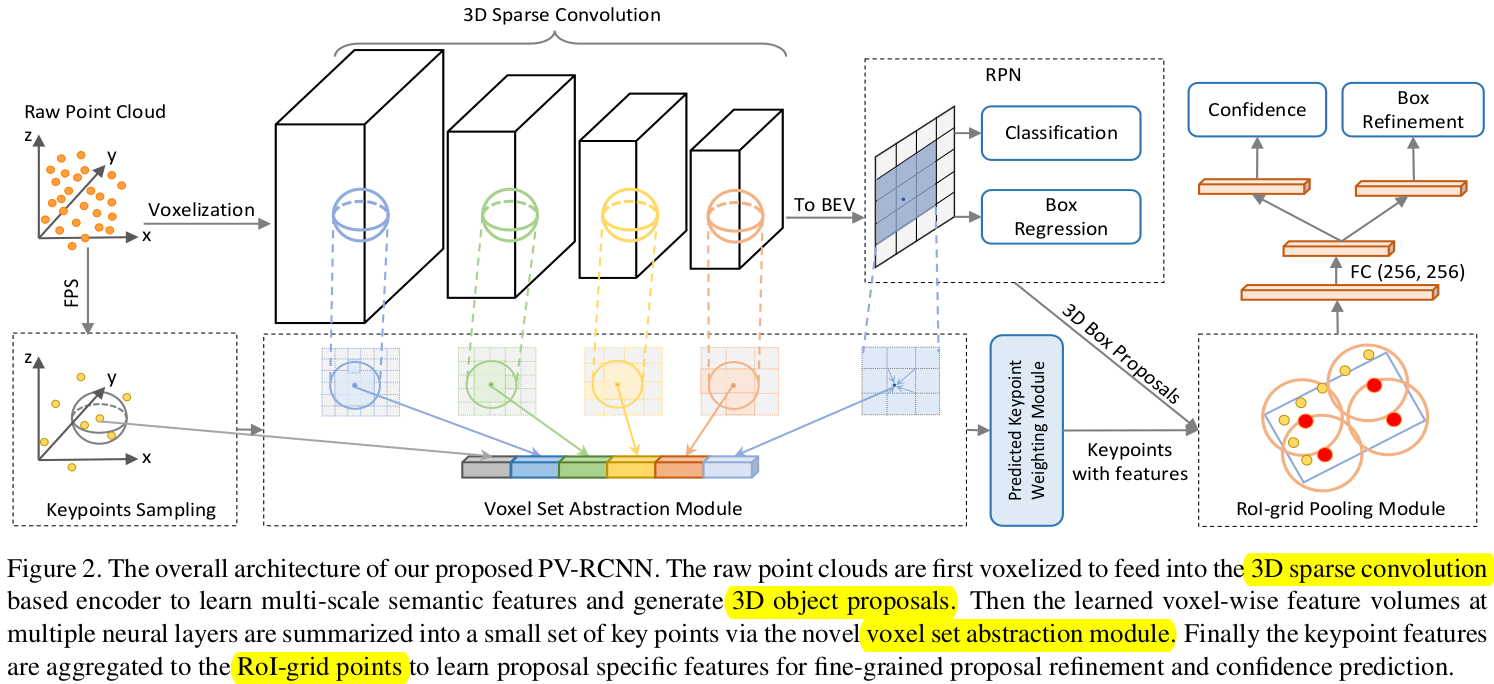 3D Sparse Convolution
Raw Point Cloud
z
y
x
Voxelization
To BEV
RPN
Classification
Box
Regression
Confidence
Box
Refinement
FC (256, 256)
FPS
3D Box Proposals
z
y
x
Keypoints Sampling
Voxel Set Abstraction Module
Predicted Keypoint
Weighting Module
Keypoints
with features
RoI-grid Pooling Module
Figure 2. The overall architecture of our proposed PV-RCNN. The raw point clouds are first voxelized to feed into the 3D sparse convolution
based encoder to learn multi-scale semantic features and generate 3D object proposals. Then the learned voxel-wise feature volumes at
multiple neural layers are summarized into a small set of key points via the novel voxel set abstraction module. Finally the keypoint features
are aggregated to the RoI-grid points to learn proposal specific features for fine-grained proposal refinement and confidence prediction.